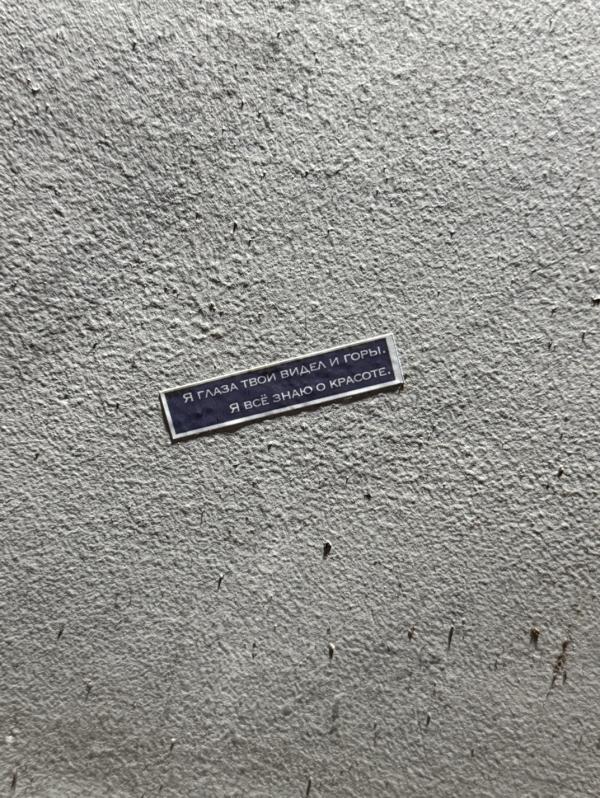 Я ГЛАЗА ТВОИ ВИДЕЛ И ГОРЫ.
Я ВСЁ ЗНАЮ О КРАСОТЕ.